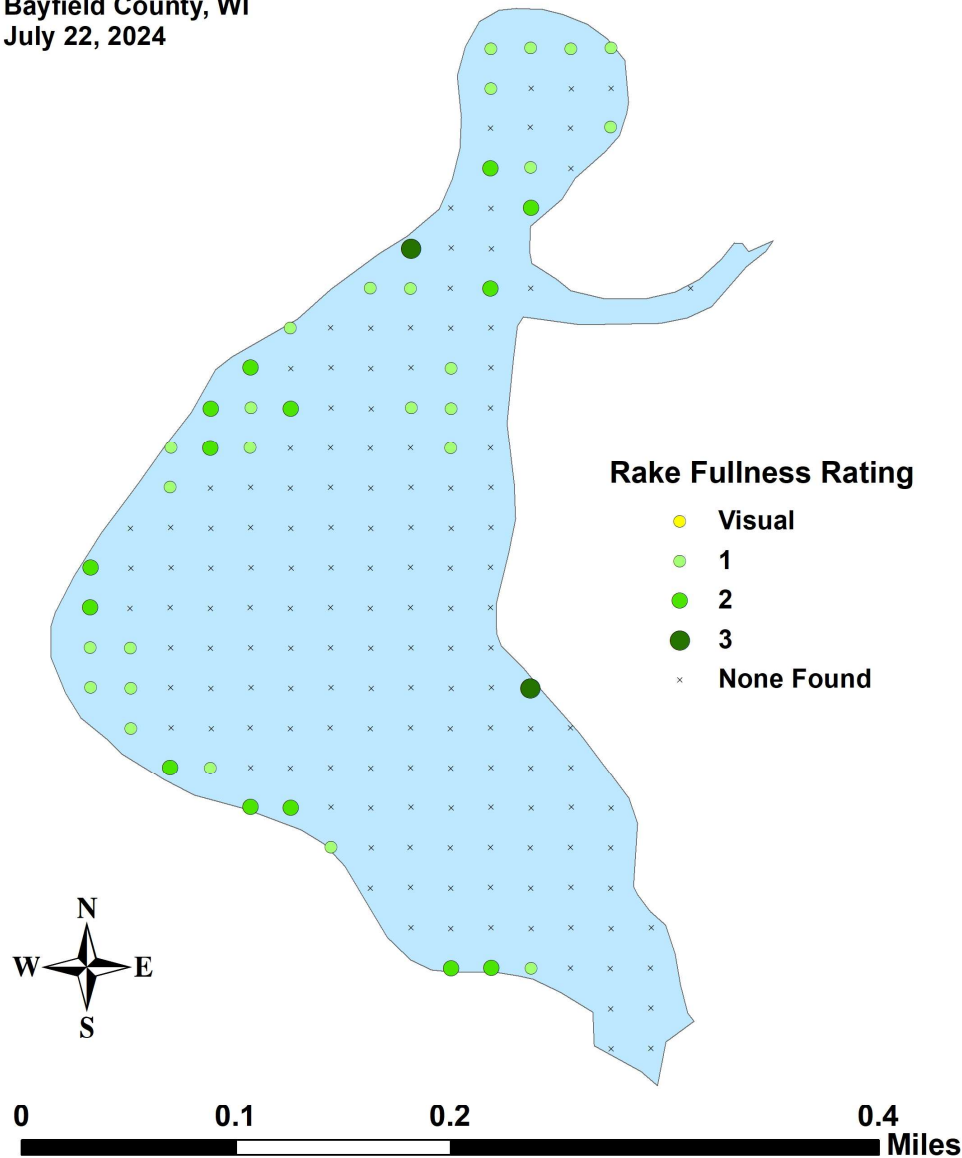 Bayfield County, WI
July 22, 2024
Rake Fullness Rating
Visual
1
2
3
None Found
N
W E
S
0 0.1 0.2 0.4
Miles